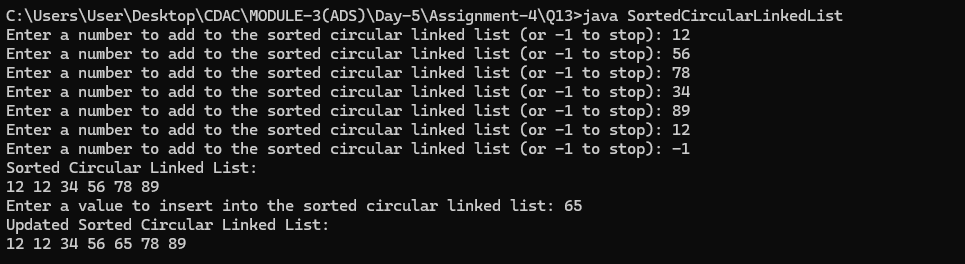 C:\Users\User\Desktop\CDAC\MODULE-3(ADS)\Day-5\Assignment-4\Q13>java SortedCircularLinkedList
Enter a number to add to the sorted circular linked list (or -1 to stop): 12
Enter a number to add to the sorted circular linked list (or -1 to stop): 56
Enter a number to add to the sorted circular linked list (or -1 to stop): 78
Enter a number to add to the sorted circular linked list (or -1 to stop): 34
Enter a number to add to the sorted circular linked list (or -1 to stop): 89
Enter a number to add to the sorted circular linked list (or -1 to stop): 12
Enter a number to add to the sorted circular linked list (or -1 to stop): -1
Sorted Circular Linked List:
12 12 34 56 78 89
Enter a value to insert into the sorted circular linked list: 65
Updated Sorted Circular Linked List:
12 12 34 56 65 78 89